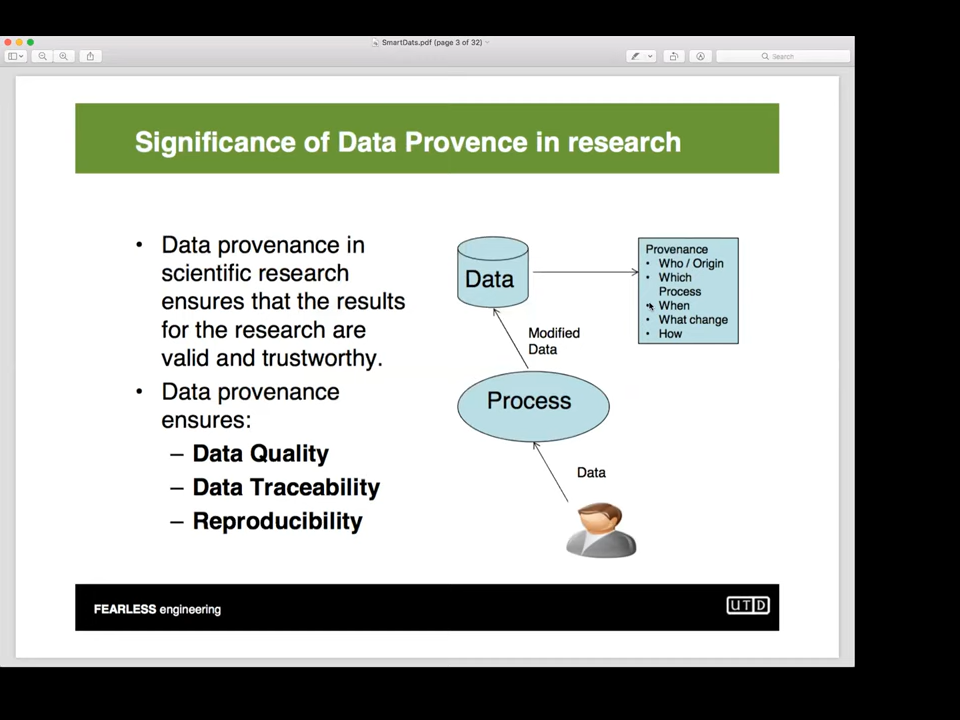 SmartDats.pdf (page 3 of 32)
Search
Significance of Data Provence in research
• Data provenance in
scientific research
ensures that the results
for the research are
valid and trustworthy.
• Data provenance
ensures:
– Data Quality
– Data Traceability
– Reproducibility
Data
Provenance
• Who / Origin
• Which
Process
• When
• What change
• How
Modified
Data
Process
Data
FEARLESS engineering
UTD